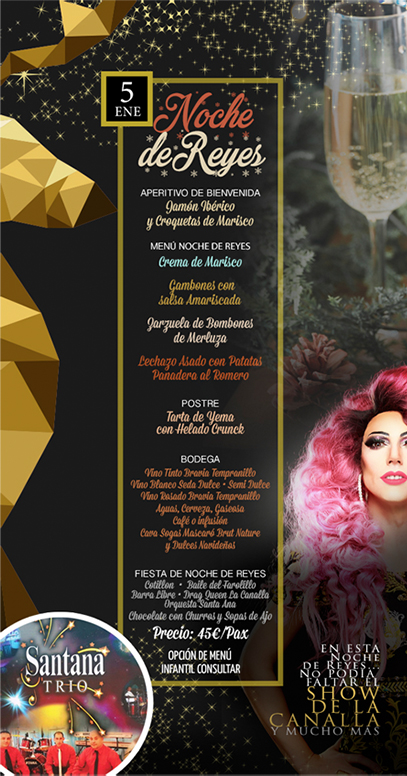 5
ENE
Noche
de Reyes
APERITIVO DE BIENVENIDA
Jamón Ibérico
y Croquetas de Marisco
MENÚ NOCHE DE REYES
Crema de Marisco
Gambones con
salsa Amariscada
Jarzuela de Bombones
de Merluza
Lechazo Asado con Patatas
Panadera al Romero
POSTRE
Tarta de Yema
con Helado Crunck
BODEGA
Vino Tinto Bravía Tempranillo
Vino Blanco Seda Dulce • Semi Dulce
Vino Rosado Bravía Tempranillo
Aguas, Cerveza, Gaseosa
Café o infusión
Cava Sogas Mascaró Brut Nature
y Dulces Navideños
FIESTA DE NOCHE DE REYES
Cotillon • Baile del Farolillo
Barra Libre • Drag Queen La Canalla
Orquesta Santa Ana
Chocolate con Churros y Sopas de Ajo
Precio: 45€/Pax
OPCIÓN DE MENÚ
INFANTIL CONSULTAR
Santana
TRIO
EN ESTA
NOCHE
DE REYES...
NO PODÍA
FALTAR EL
SHOW
DE LA
CANALLA
Y MUCHO MÁS